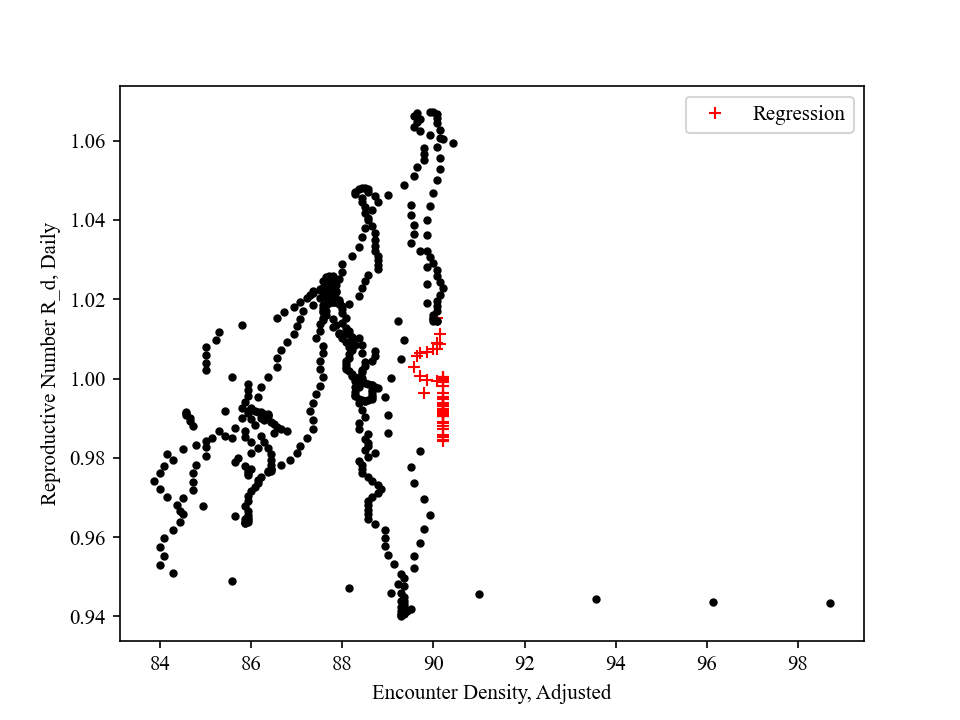 Regression
1.06
1.04
1.02
1.00
0.98
0.96
0.94
Reproductive Number R_d, Daily
84 86 88 90 92 94 96 98
Encounter Density, Adjusted